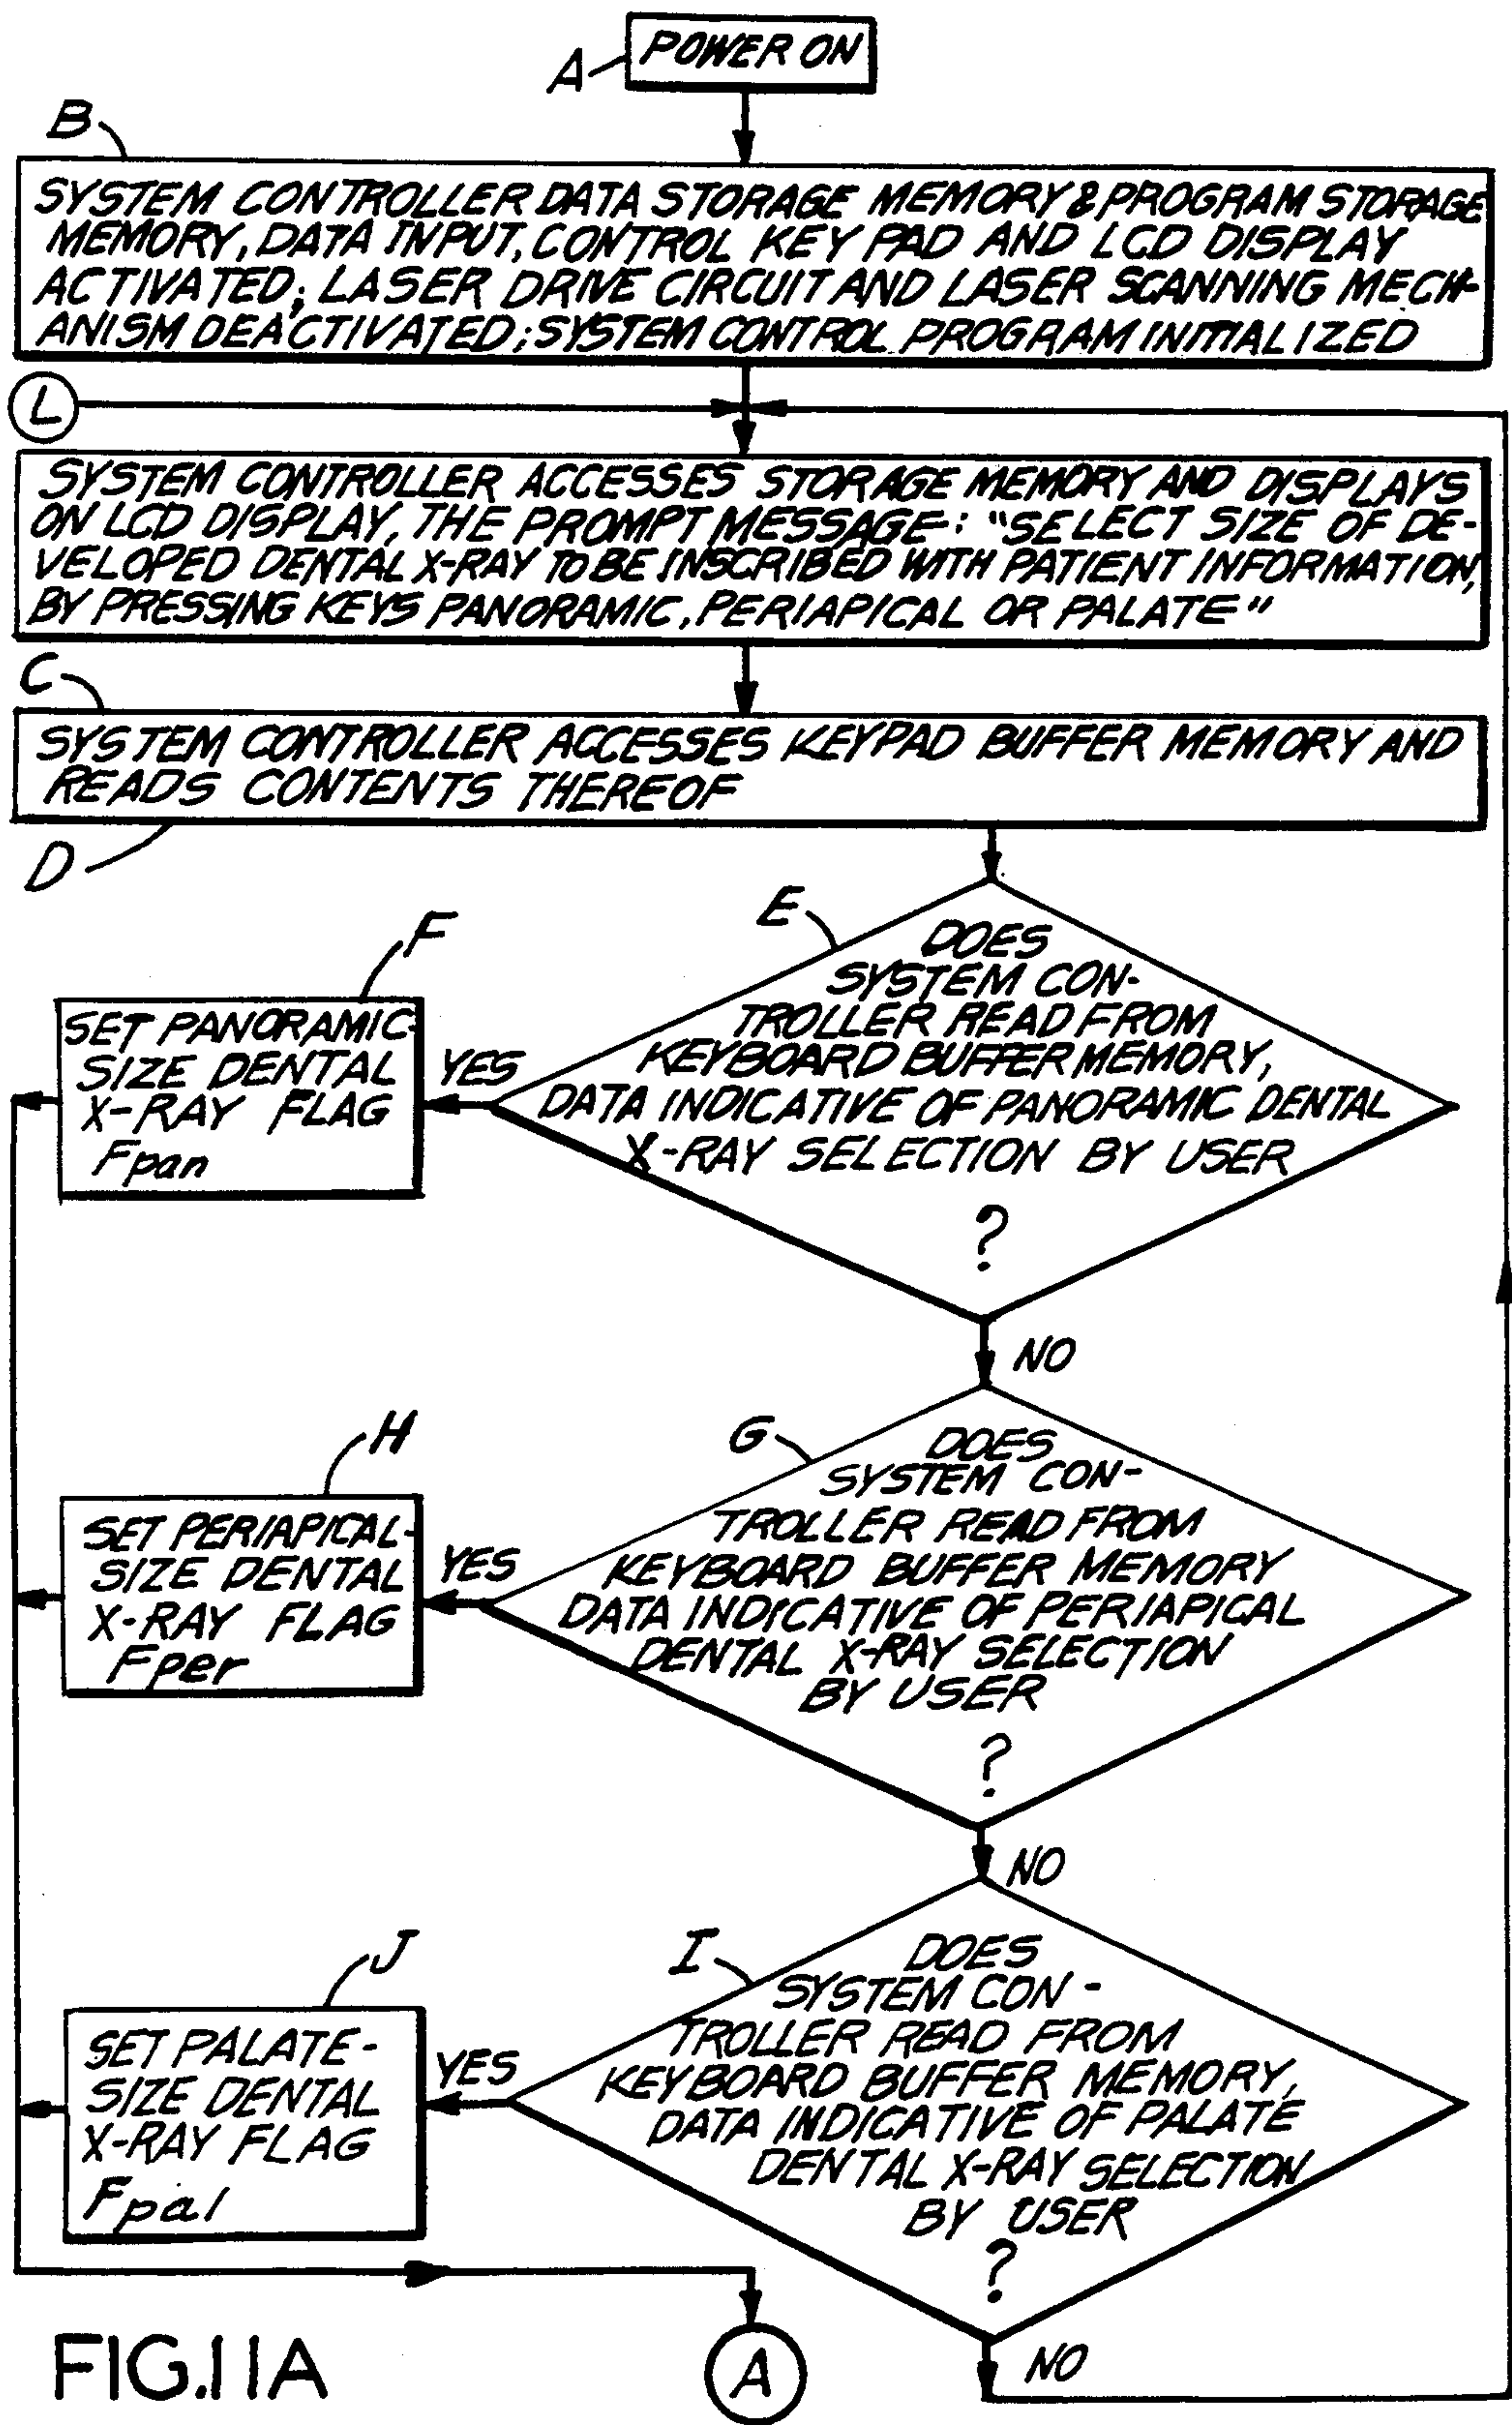 A
POWER ON
B
SYSTEM CONTROLLER DATA STORAGE MEMORY & PROGRAM STORAGE
MEMORY, DATA INPUT, CONTROL KEY PAD AND LCD DISPLAY
ACTIVATED; LASER DRIVE CIRCUIT AND LASER SCANNING MECH-
ANISM DEACTIVATED; SYSTEM CONTROL PROGRAM INITIALIZED
L
SYSTEM CONTROLLER ACCESSES STORAGE MEMORY AND DISPLAYS
ON LCD DISPLAY, THE PROMPT MESSAGE: "SELECT SIZE OF DE-
VELOPED DENTAL X-RAY TO BE INSCRIBED WITH PATIENT INFORMATION,
BY PRESSING KEYS PANORAMIC, PERIAPICAL OR PALATE"
C
SYSTEM CONTROLLER ACCESSES KEYPAD BUFFER MEMORY AND
READS CONTENTS THEREOF
D
E
DOES
SYSTEM CON-
TROLLER READ FROM
KEYBOARD BUFFER MEMORY,
DATA INDICATIVE OF PANORAMIC DENTAL
X-RAY SELECTION BY USER
?
YES
F
SET PANORAMIC-
SIZE DENTAL
X-RAY FLAG
Fpan
NO
G
DOES
SYSTEM CON-
TROLLER READ FROM
KEYBOARD BUFFER MEMORY
DATA INDICATIVE OF PERIAPICAL
DENTAL X-RAY SELECTION
BY USER
?
YES
H
SET PERIAPICAL-
SIZE DENTAL
X-RAY FLAG
Fper
NO
I
DOES
SYSTEM CON-
TROLLER READ FROM
KEYBOARD BUFFER MEMORY,
DATA INDICATIVE OF PALATE
DENTAL X-RAY SELECTION
BY USER
?
YES
J
SET PALATE-
SIZE DENTAL
X-RAY FLAG
Fpal
NO
A
FIG.11A